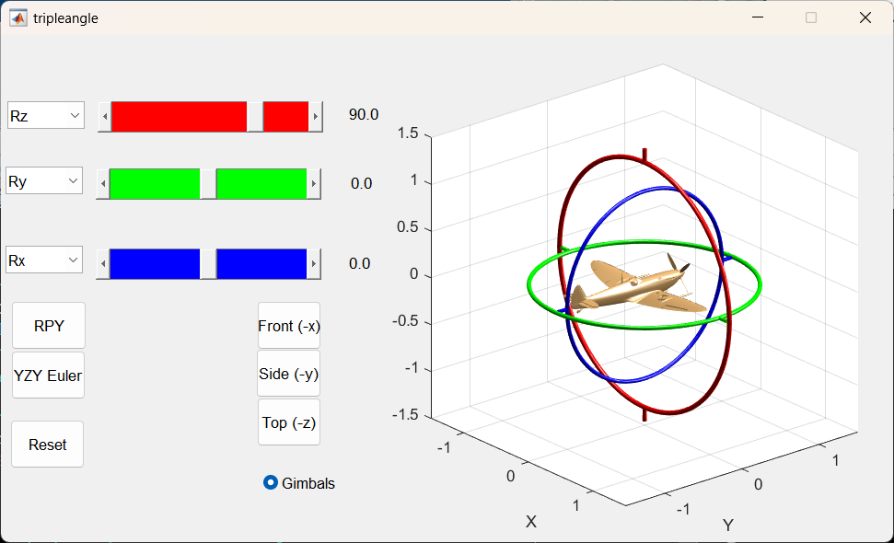 tripleangle
Rz
90.0
Ry
0.0
Rx
0.0
RPY
Front (-x)
YZY Euler
Side (-y)
Top (-z)
Reset
Gimbals
1.5
1
0.5
0
-0.5
-1
-1.5
-1
0
1
X
-1
0
1
Y